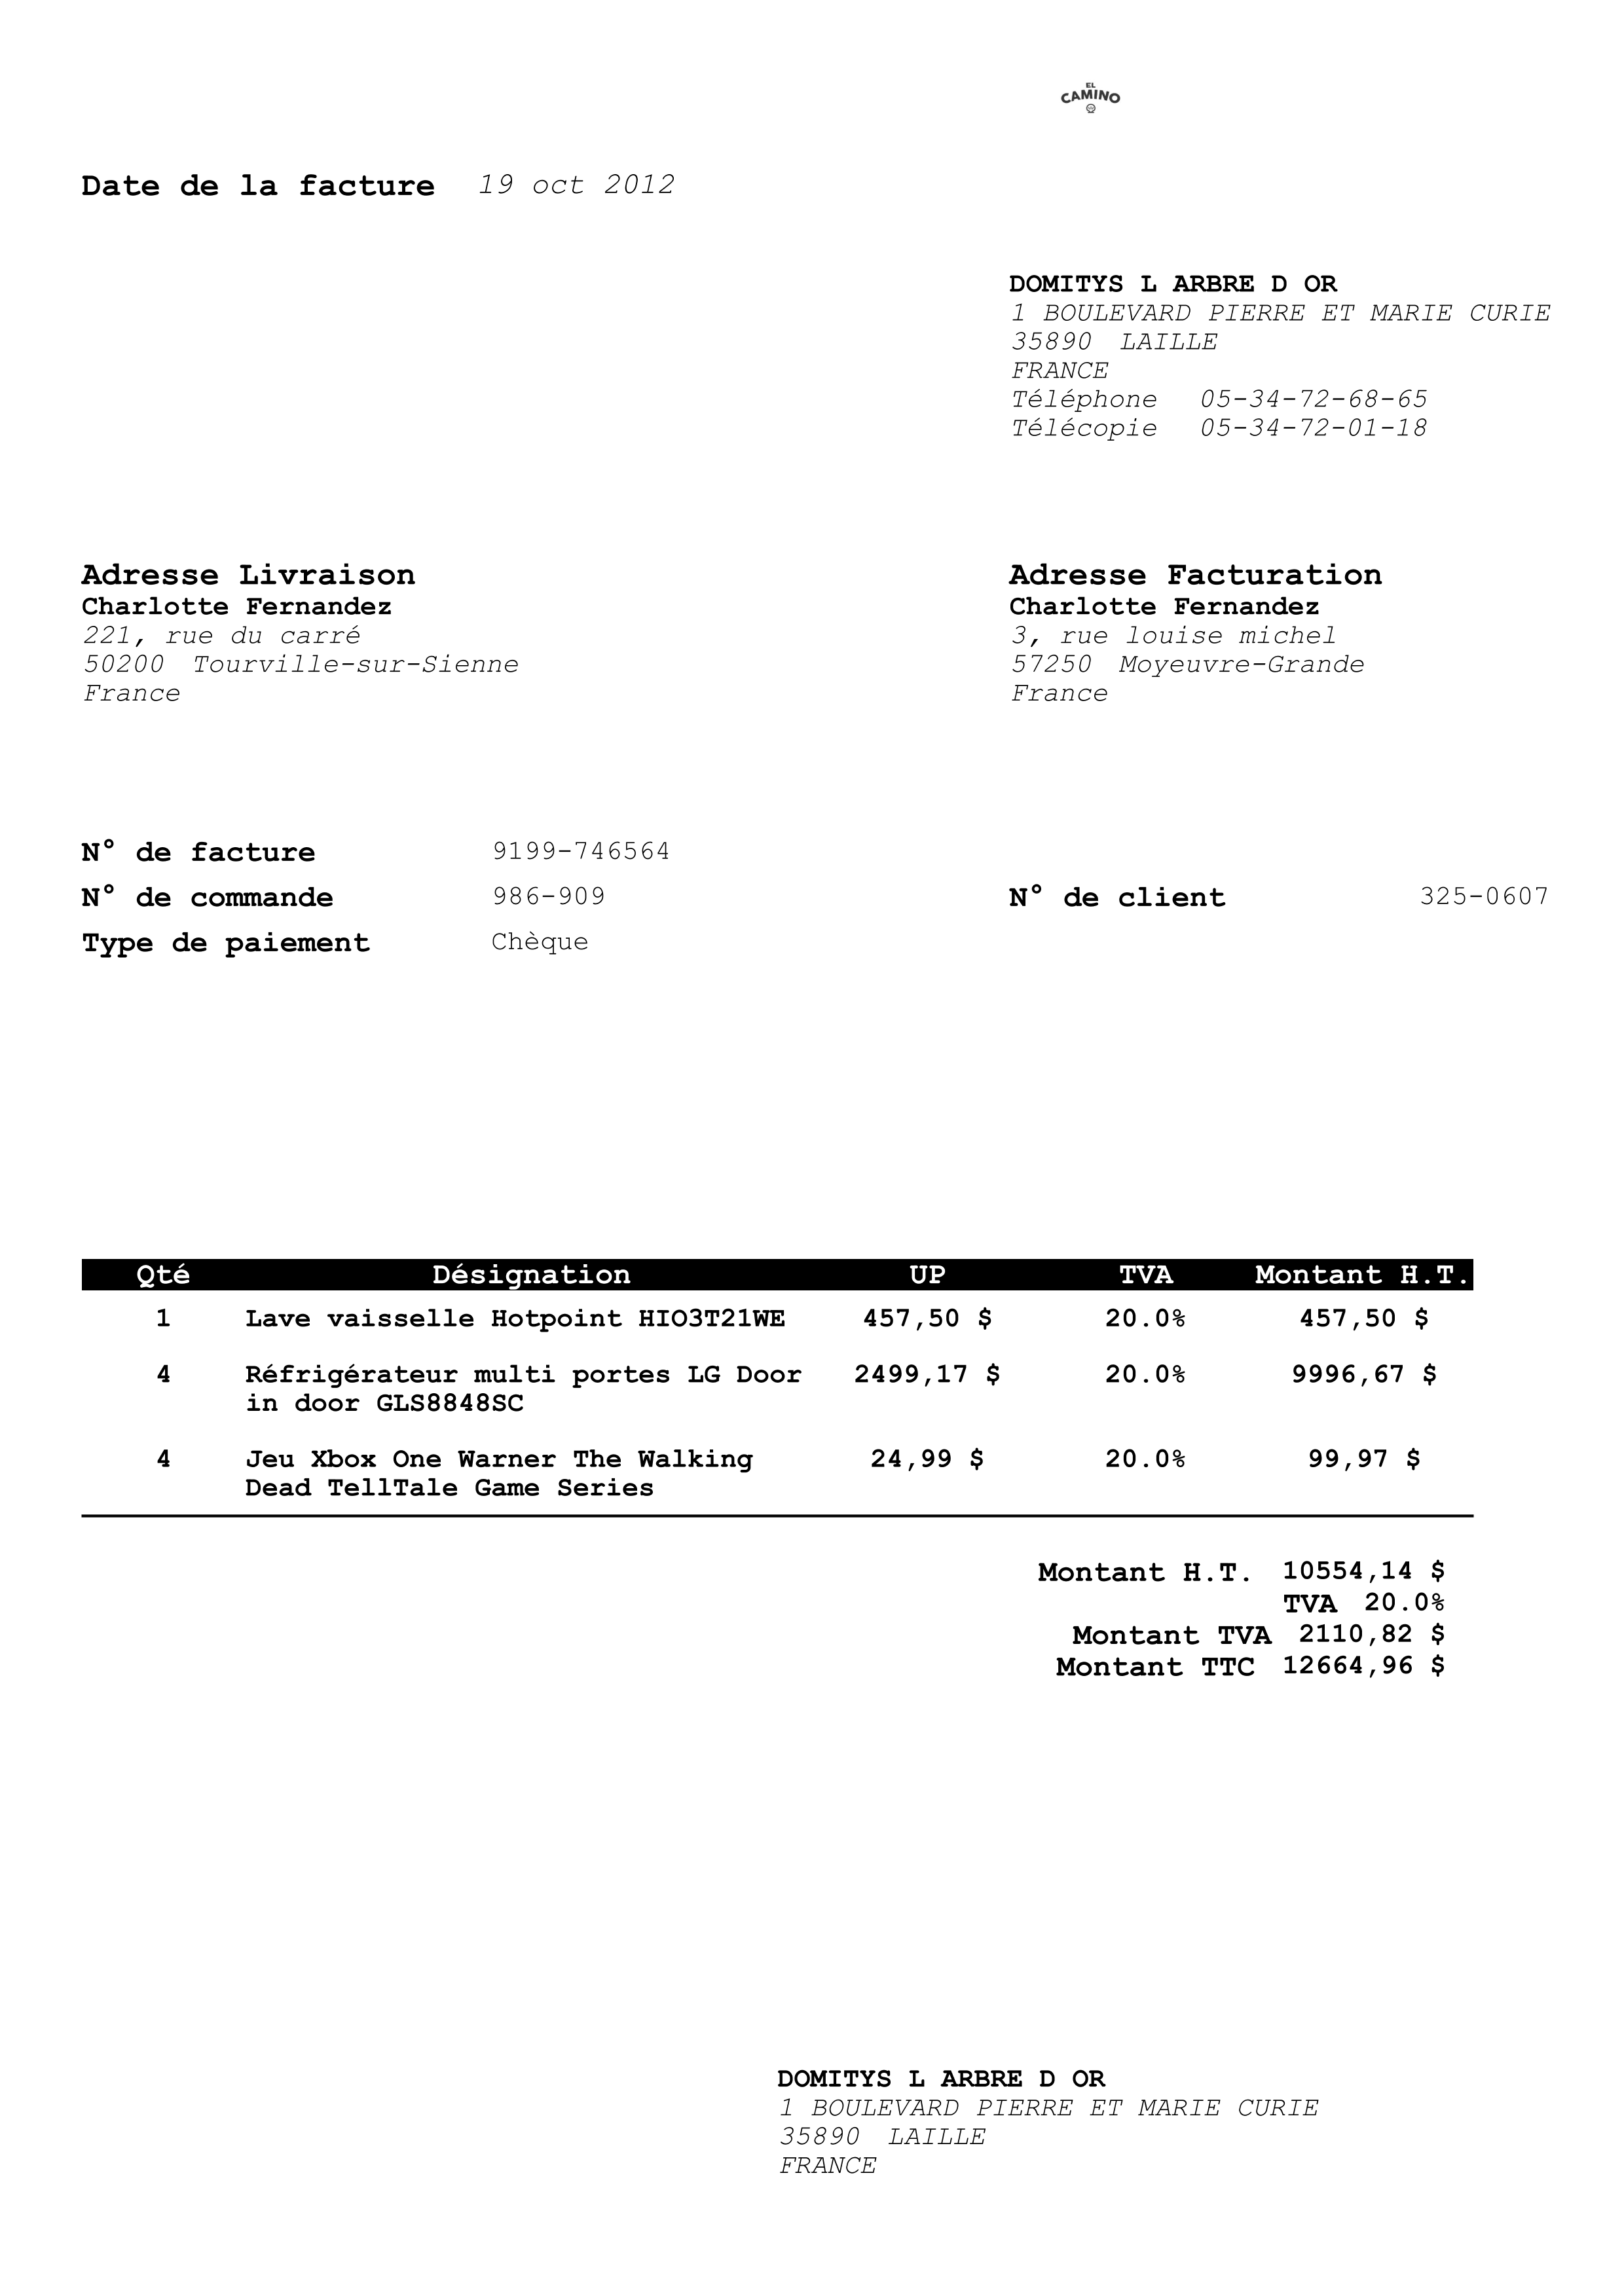 EL
CAMINO
Date de la facture 19 oct 2012
DOMITYS L ARBRE D OR
1 BOULEVARD PIERRE ET MARIE CURIE
35890 LAILLE
FRANCE
Téléphone 05-34-72-68-65
Télécopie 05-34-72-01-18
Adresse Livraison
Charlotte Fernandez
221, rue du carré
50200 Tourville-sur-Sienne
France
Adresse Facturation
Charlotte Fernandez
3, rue louise michel
57250 Moyeuvre-Grande
France
N° de facture 9199-746564
N° de commande 986-909 N° de client 325-0607
Type de paiement Chèque
Qté Désignation UP TVA Montant H.T.
1 Lave vaisselle Hotpoint HIO3T21WE 457,50 $ 20.0% 457,50 $
4 Réfrigérateur multi portes LG Door 2499,17 $ 20.0% 9996,67 $
in door GLS8848SC
4 Jeu Xbox One Warner The Walking 24,99 $ 20.0% 99,97 $
Dead TellTale Game Series
Montant H.T. 10554,14 $
TVA 20.0%
Montant TVA 2110,82 $
Montant TTC 12664,96 $
DOMITYS L ARBRE D OR
1 BOULEVARD PIERRE ET MARIE CURIE
35890 LAILLE
FRANCE